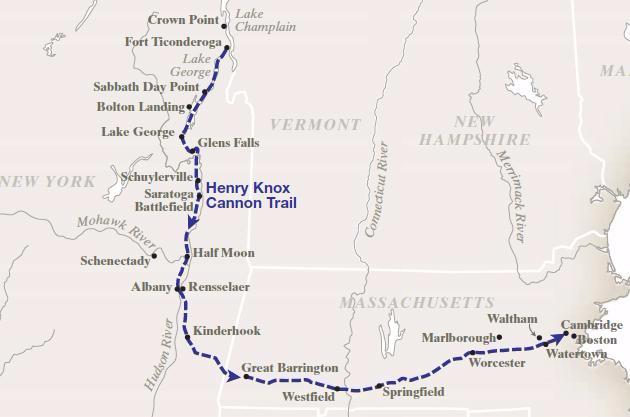 Crown Point
Lake
Champlain
Fort Ticonderoga
Lake
George
Sabbath Day Point
Bolton Landing
Lake George
Glens Falls
VERMONT
NEW
HAMPSHIRE
MA
NEW YORK
Schuylerville
Saratoga
Battlefield
Henry Knox
Cannon Trail
Connecticut River
Merrimack River
Mohawk River
Schenectady
Half Moon
Albany
Rensselaer
MASSACHUSETTS
Hudson River
Kinderhook
Waltham
Marlborough
Cambridge
Boston
Watertown
Worcester
Great Barrington
Westfield
Springfield